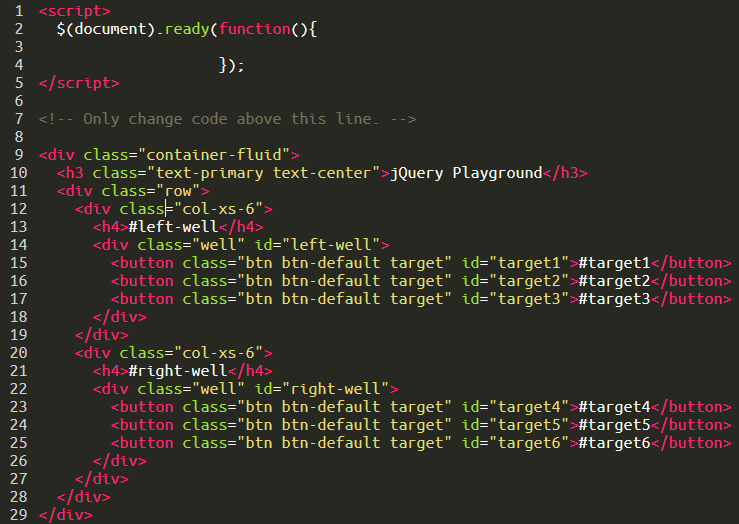 1 <script>
2   $(document).ready(function(){
3
4                     });
5 </script>
6
7 <!-- Only change code above this line. -->
8
9 <div class="container-fluid">
10   <h3 class="text-primary text-center">jQuery Playground</h3>
11   <div class="row">
12     <div class="col-xs-6">
13       <h4>#left-well</h4>
14       <div class="well" id="left-well">
15         <button class="btn btn-default target" id="target1">#target1</button>
16         <button class="btn btn-default target" id="target2">#target2</button>
17         <button class="btn btn-default target" id="target3">#target3</button>
18       </div>
19     </div>
20     <div class="col-xs-6">
21       <h4>#right-well</h4>
22       <div class="well" id="right-well">
23         <button class="btn btn-default target" id="target4">#target4</button>
24         <button class="btn btn-default target" id="target5">#target5</button>
25         <button class="btn btn-default target" id="target6">#target6</button>
26       </div>
27     </div>
28   </div>
29 </div>